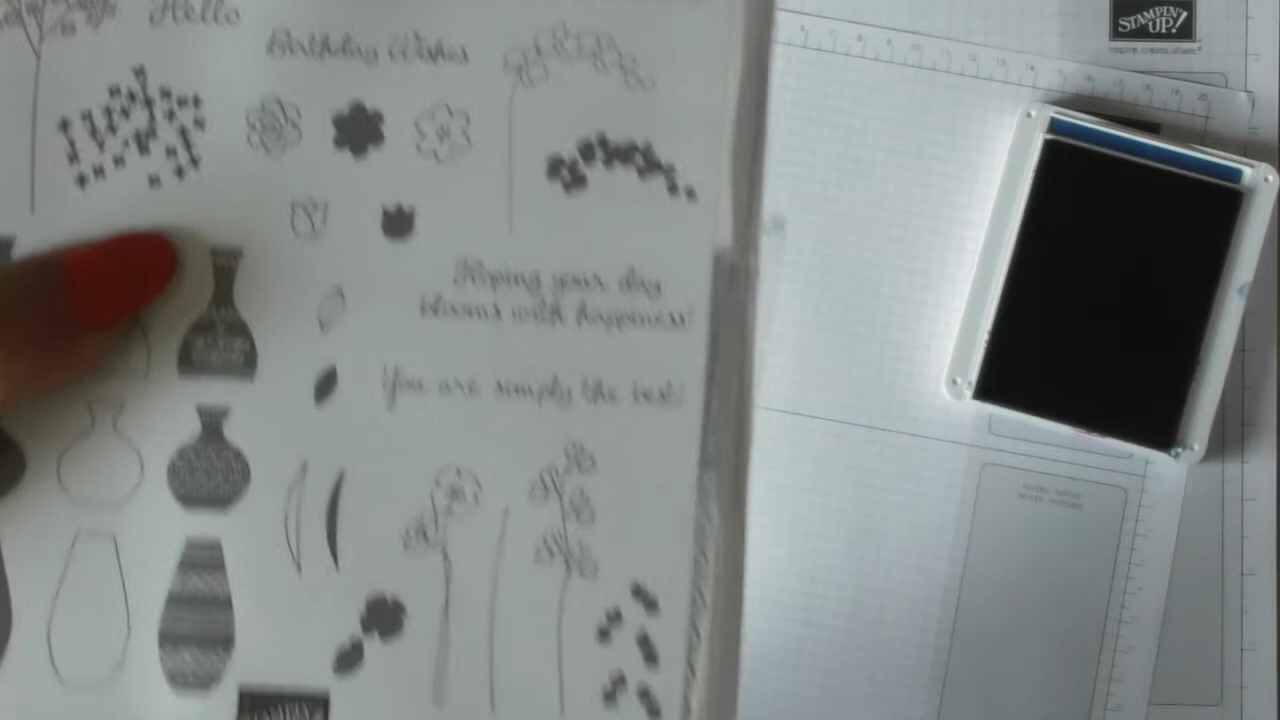 Hello
Birthday Wishes
Hoping your day
blooms with happiness!
You are simply the best!
STAMPIN' UP!
inspire.create.share.